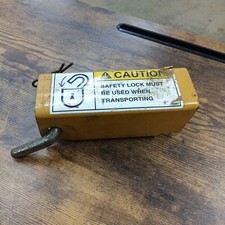 CAUTION
SAFETY LOCK MUST
BE USED WHEN
TRANSPORTING